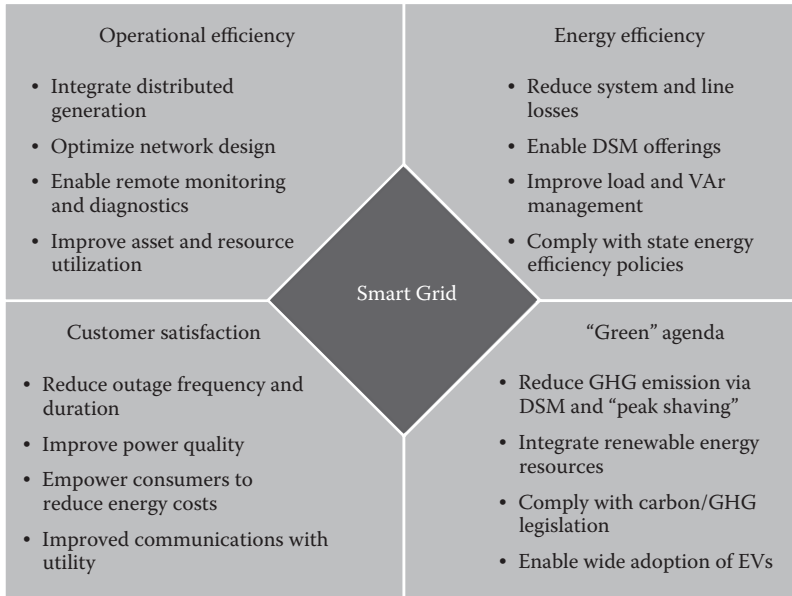 Operational efficiency
• Integrate distributed
generation
• Optimize network design
• Enable remote monitoring
and diagnostics
• Improve asset and resource
utilization
Energy efficiency
• Reduce system and line
losses
• Enable DSM offerings
• Improve load and VAr
management
• Comply with state energy
efficiency policies
Smart Grid
Customer satisfaction
• Reduce outage frequency and
duration
• Improve power quality
• Empower consumers to
reduce energy costs
• Improved communications with
utility
“Green” agenda
• Reduce GHG emission via
DSM and “peak shaving”
• Integrate renewable energy
resources
• Comply with carbon/GHG
legislation
• Enable wide adoption of EVs